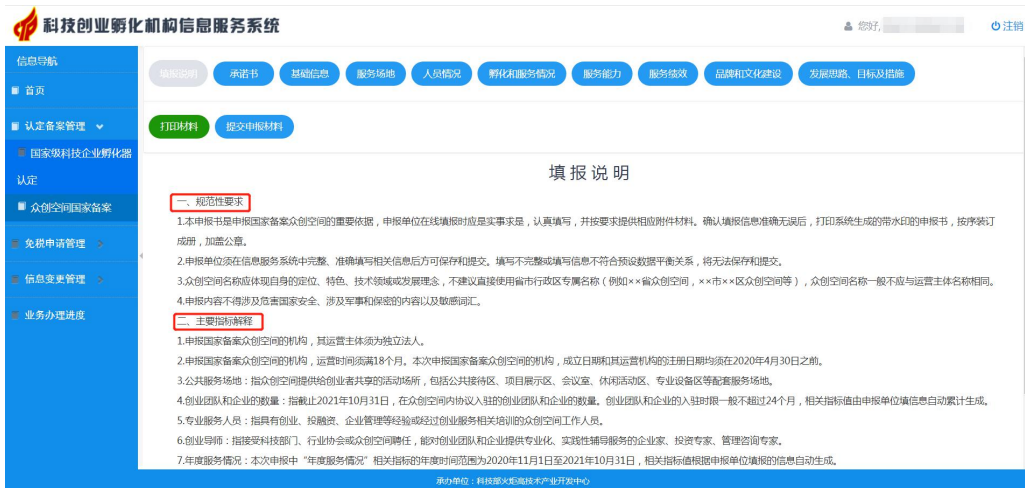 科技创业孵化机构信息服务系统
您好,
注销
信息导航
首页
认定备案管理
国家级科技企业孵化器
认定
众创空间国家备案
免税申请管理
信息变更管理
业务办理进度
填报说明 承诺书 基础信息 服务场地 人员情况 孵化和服务情况 服务能力 服务绩效 品牌和文化建设 发展思路、目标及措施
打印材料 提交申报材料
填报说明
一、规范性要求
1.本申报书是申报国家备案众创空间的重要依据，申报单位在线填报时应是实事求是，认真填写，并按要求提供相应附件材料。确认填报信息准确无误后，打印系统生成的带水印的申报书，按序装订
成册，加盖公章。
2.申报单位须在信息服务系统中完整、准确填写相关信息后方可保存和提交。填写不完整或填写信息不符合预设数据平衡关系，将无法保存和提交。
3.众创空间名称应体现自身的定位、特色、技术领域或发展理念，不建议直接使用省市行政区专属名称（例如××省众创空间，××市××区众创空间等），众创空间名称一般不应与运营主体名称相同。
4.申报内容不得涉及危害国家安全、涉及军事和保密的内容以及敏感词汇。
二、主要指标解释
1.申报国家备案众创空间的机构，其运营主体须为独立法人。
2.申报国家备案众创空间的机构，运营时间须满18个月。本次申报国家备案众创空间的机构，成立日期和其运营机构的注册日期均须在2020年4月30日之前。
3.公共服务场地：指众创空间提供给创业者共享的活动场所，包括公共接待区、项目展示区、会议室、休闲活动区、专业设备区等配套服务场地。
4.创业团队和企业的数量：指截止2021年10月31日，在众创空间内协议入驻的创业团队和企业的数量。创业团队和企业的入驻时限一般不超过24个月，相关指标值由申报单位填信息自动累计生成。
5.专业服务人员：指具有创业、投融资、企业管理等经验或经过创业服务相关培训的众创空间工作人员。
6.创业导师：指接受科技部门、行业协会或众创空间聘任，能对创业团队和企业提供专业化、实践性辅导服务的企业家、投资专家、管理咨询专家。
7.年度服务情况：本次申报中“年度服务情况”相关指标的年度时间范围为2020年11月1日至2021年10月31日，相关指标值根据申报单位填报的信息自动生成。
承办单位：科技部火炬高技术产业开发中心